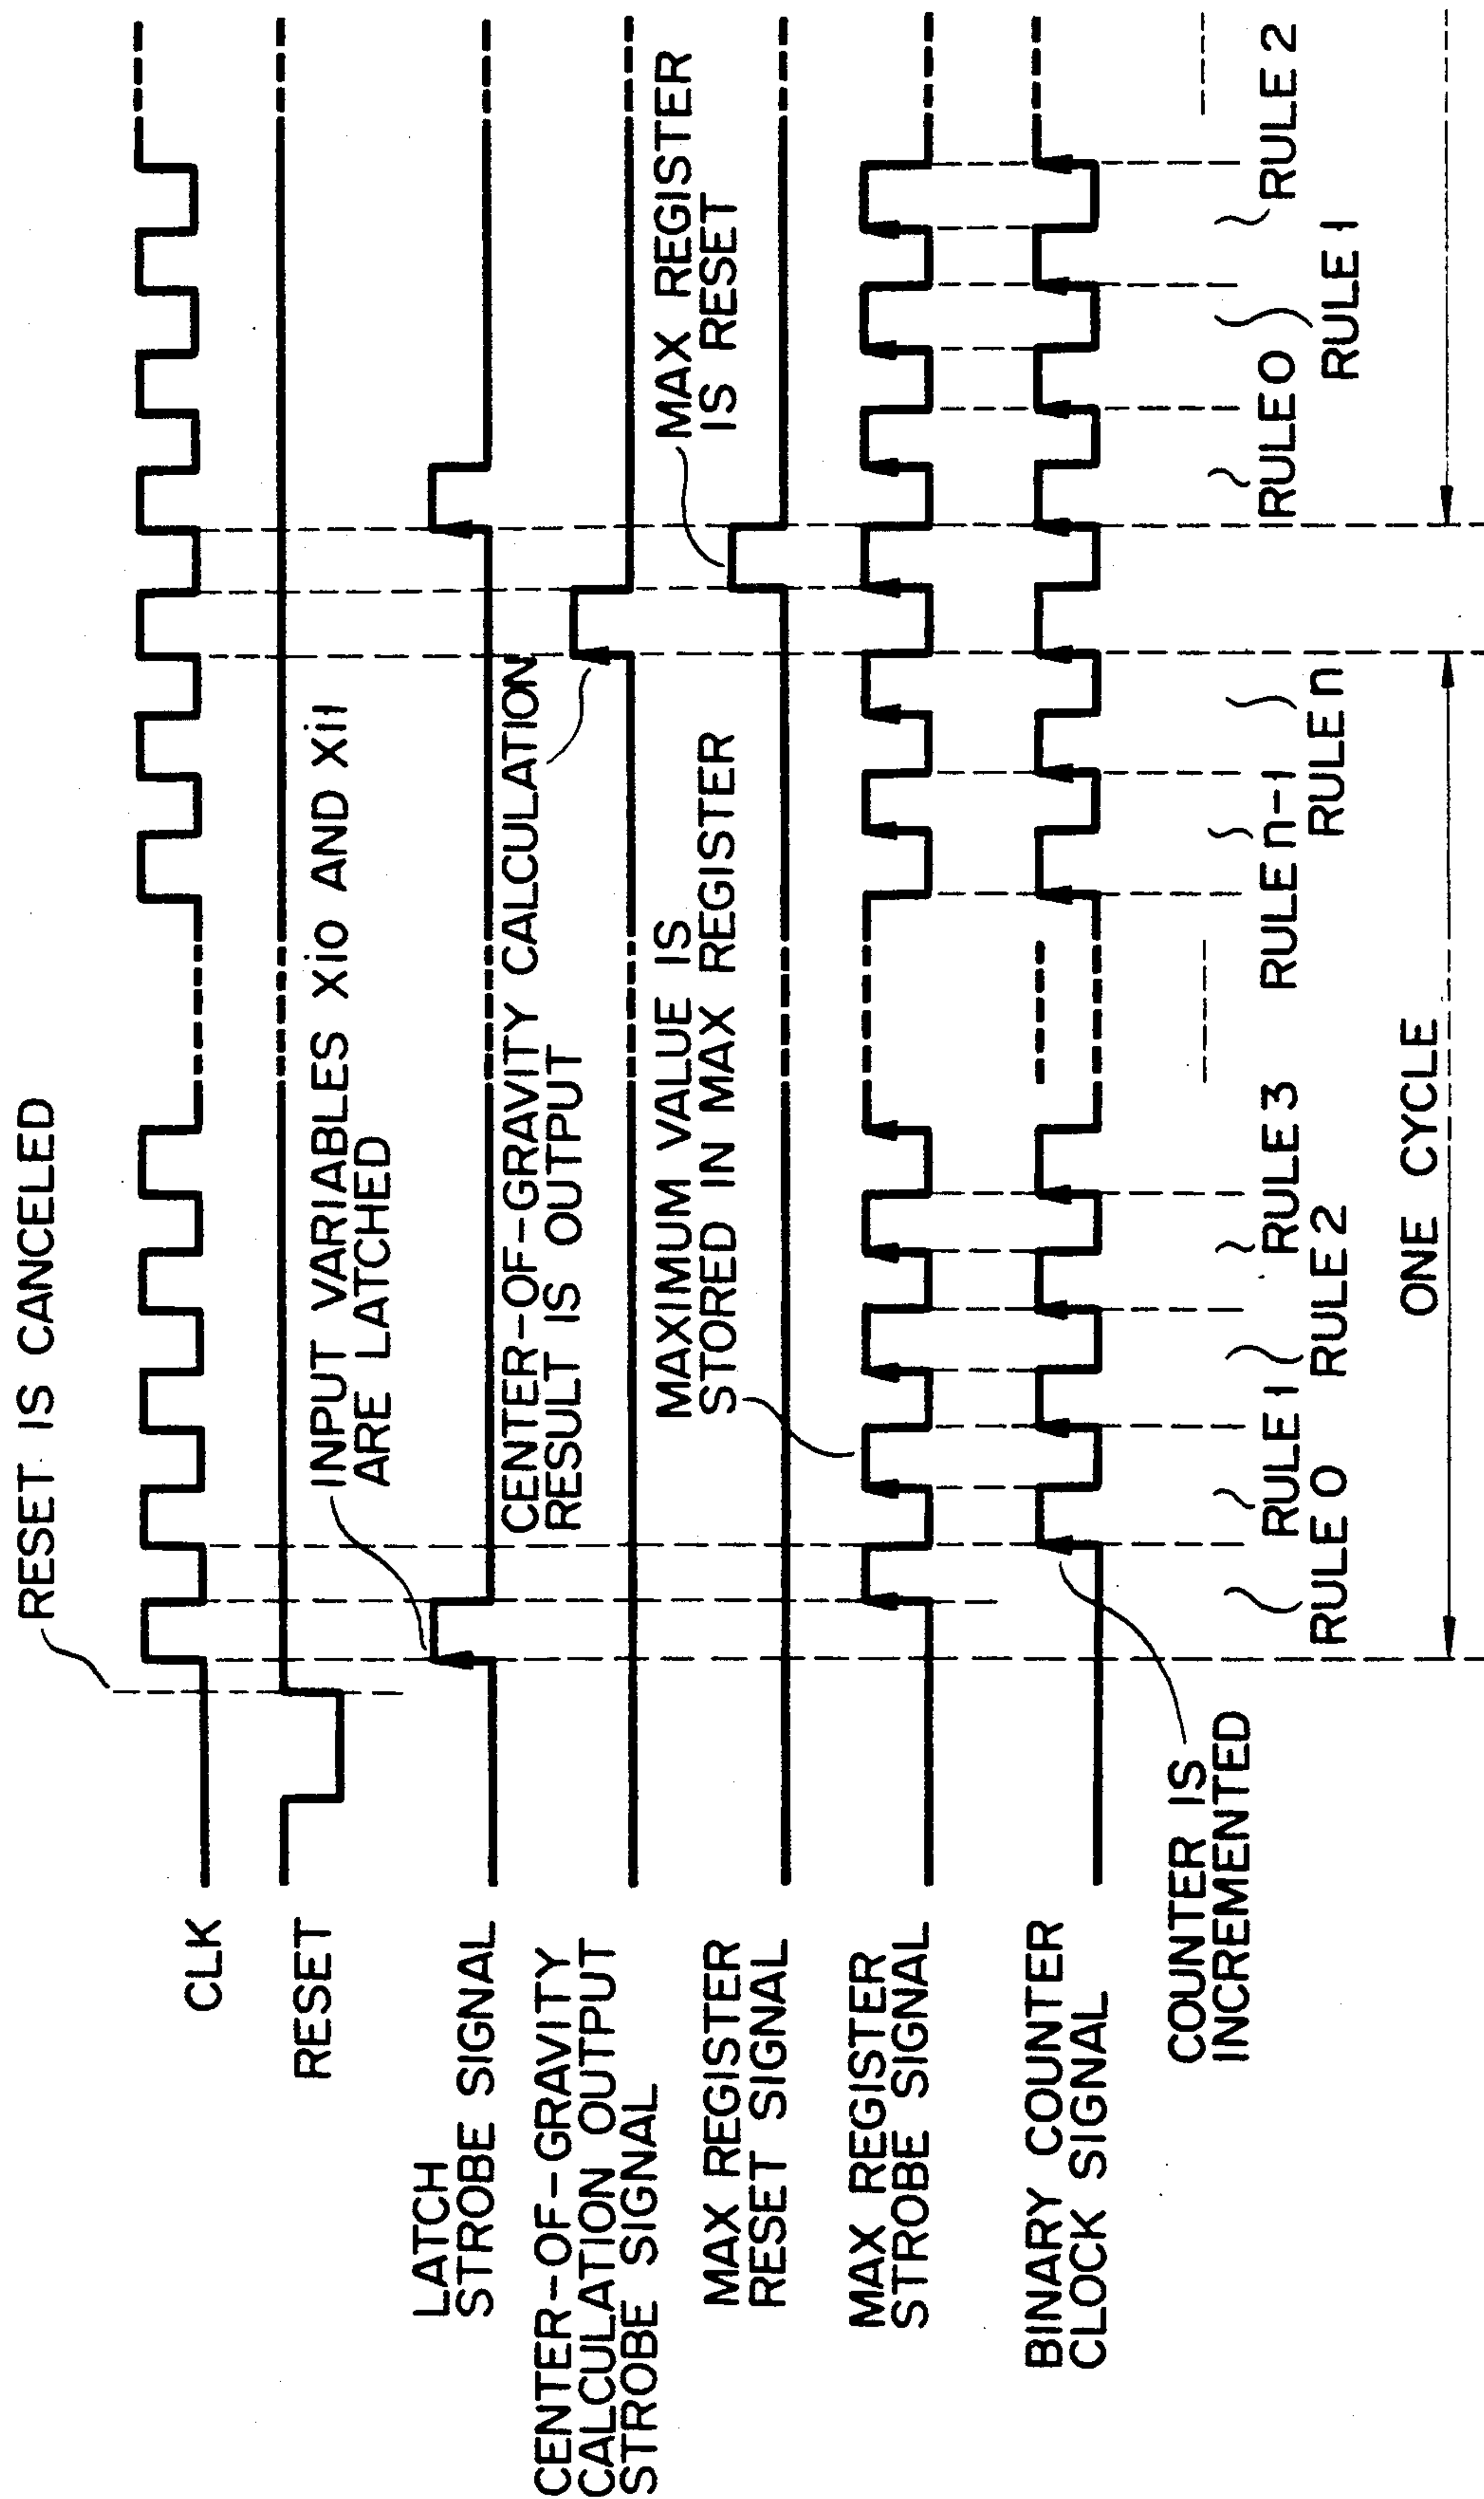 RESET IS CANCELED
CLK
RESET
INPUT VARIABLES Xi0 AND Xi1
ARE LATCHED
LATCH
STROBE SIGNAL
CENTER-OF-GRAVITY CALCULATION
RESULT IS OUTPUT
CENTER-OF-GRAVITY
CALCULATION OUTPUT
STROBE SIGNAL
MAXIMUM VALUE IS
STORED IN MAX REGISTER
MAX REGISTER
IS RESET
MAX REGISTER
RESET SIGNAL
MAX REGISTER
STROBE SIGNAL
BINARY COUNTER
CLOCK SIGNAL
COUNTER IS
INCREMENTED
RULE 1 RULE 3 RULE n-1 RULE 0 RULE 2
RULE 0 RULE 2 RULE n RULE 1
ONE CYCLE